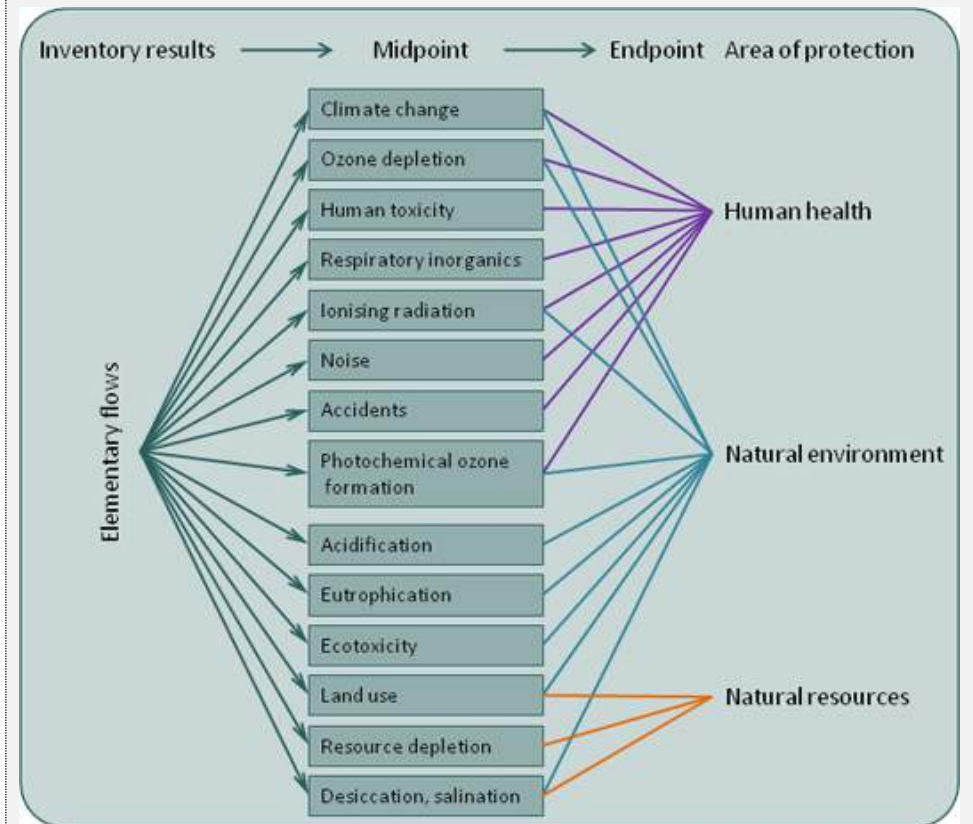 Inventory results
Midpoint
Endpoint
Area of protection
Elementary flows
Climate change
Ozone depletion
Human toxicity
Respiratory inorganics
Ionising radiation
Noise
Accidents
Photochemical ozone
formation
Acidification
Eutrophication
Ecotoxicity
Land use
Resource depletion
Desiccation, salination
Human health
Natural environment
Natural resources